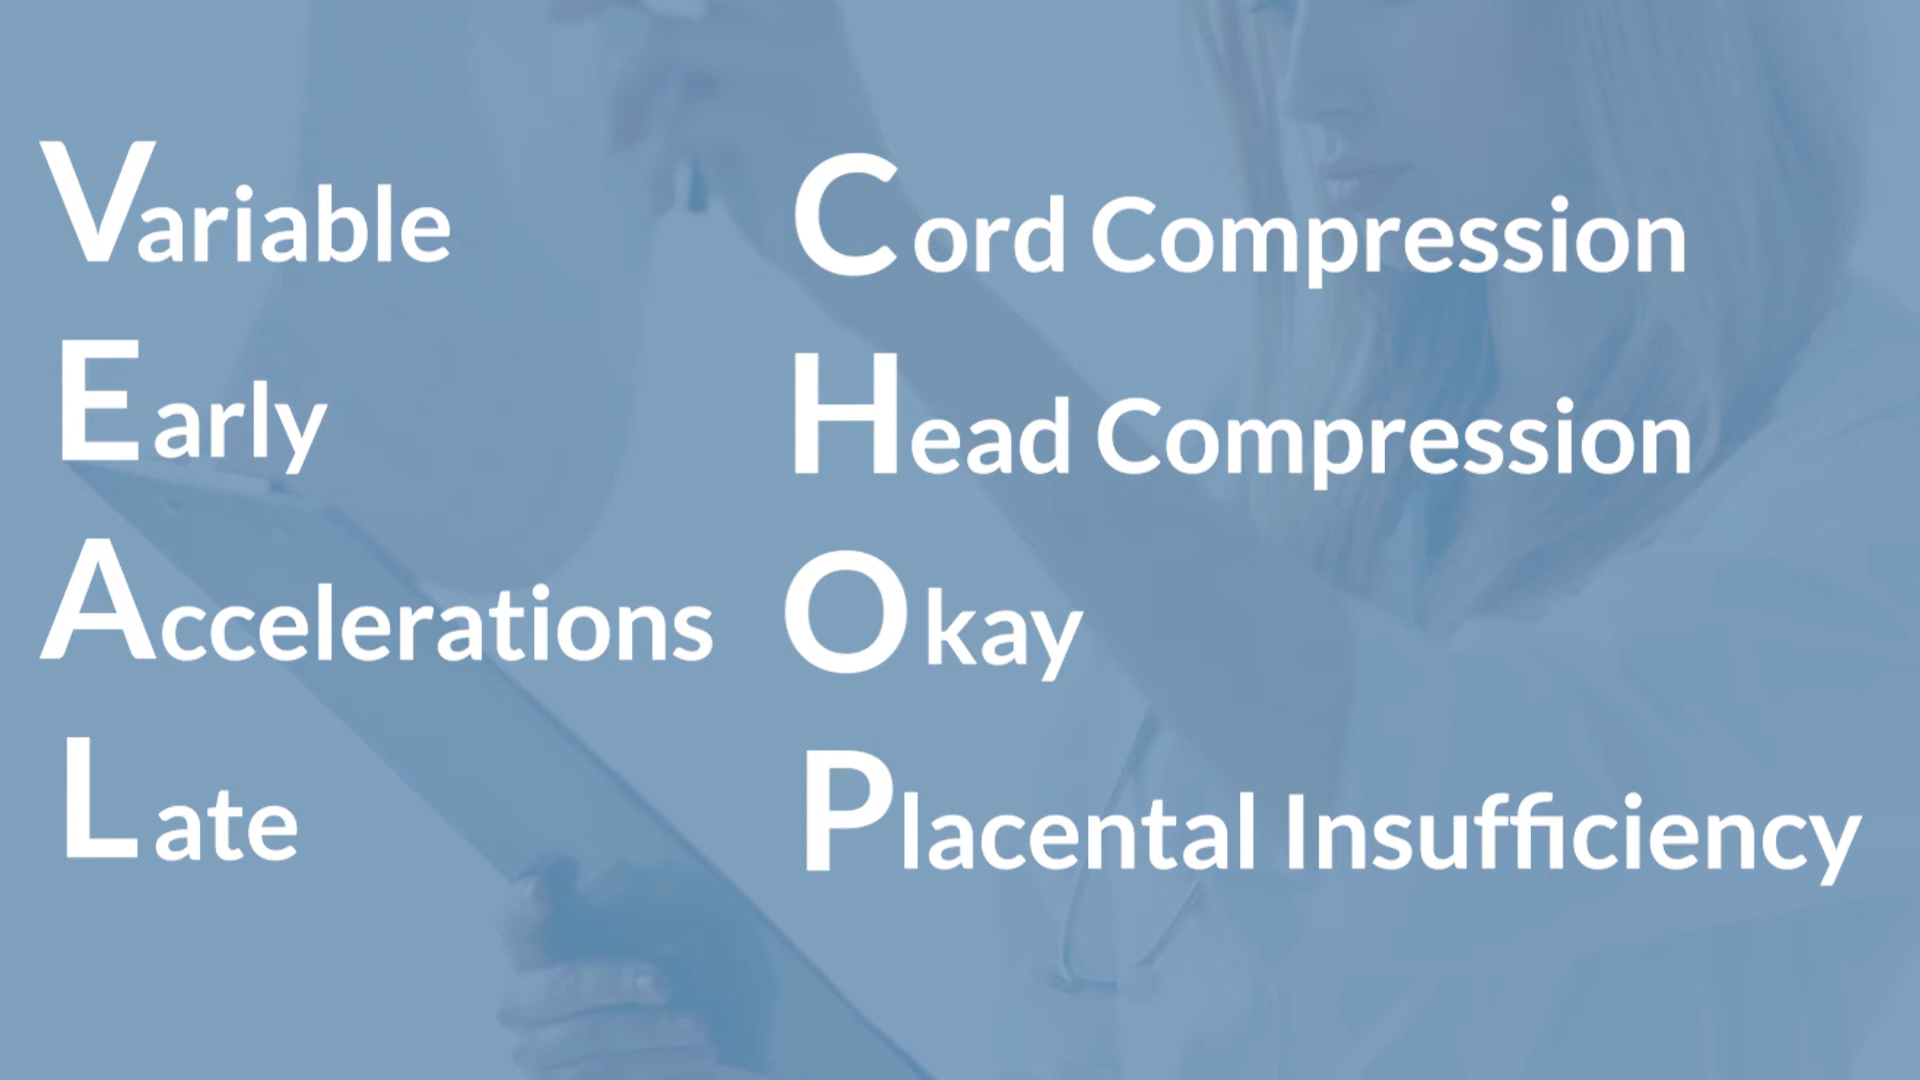 Variable Cord Compression
Early Head Compression
Accelerations Okay
Late Placental Insufficiency